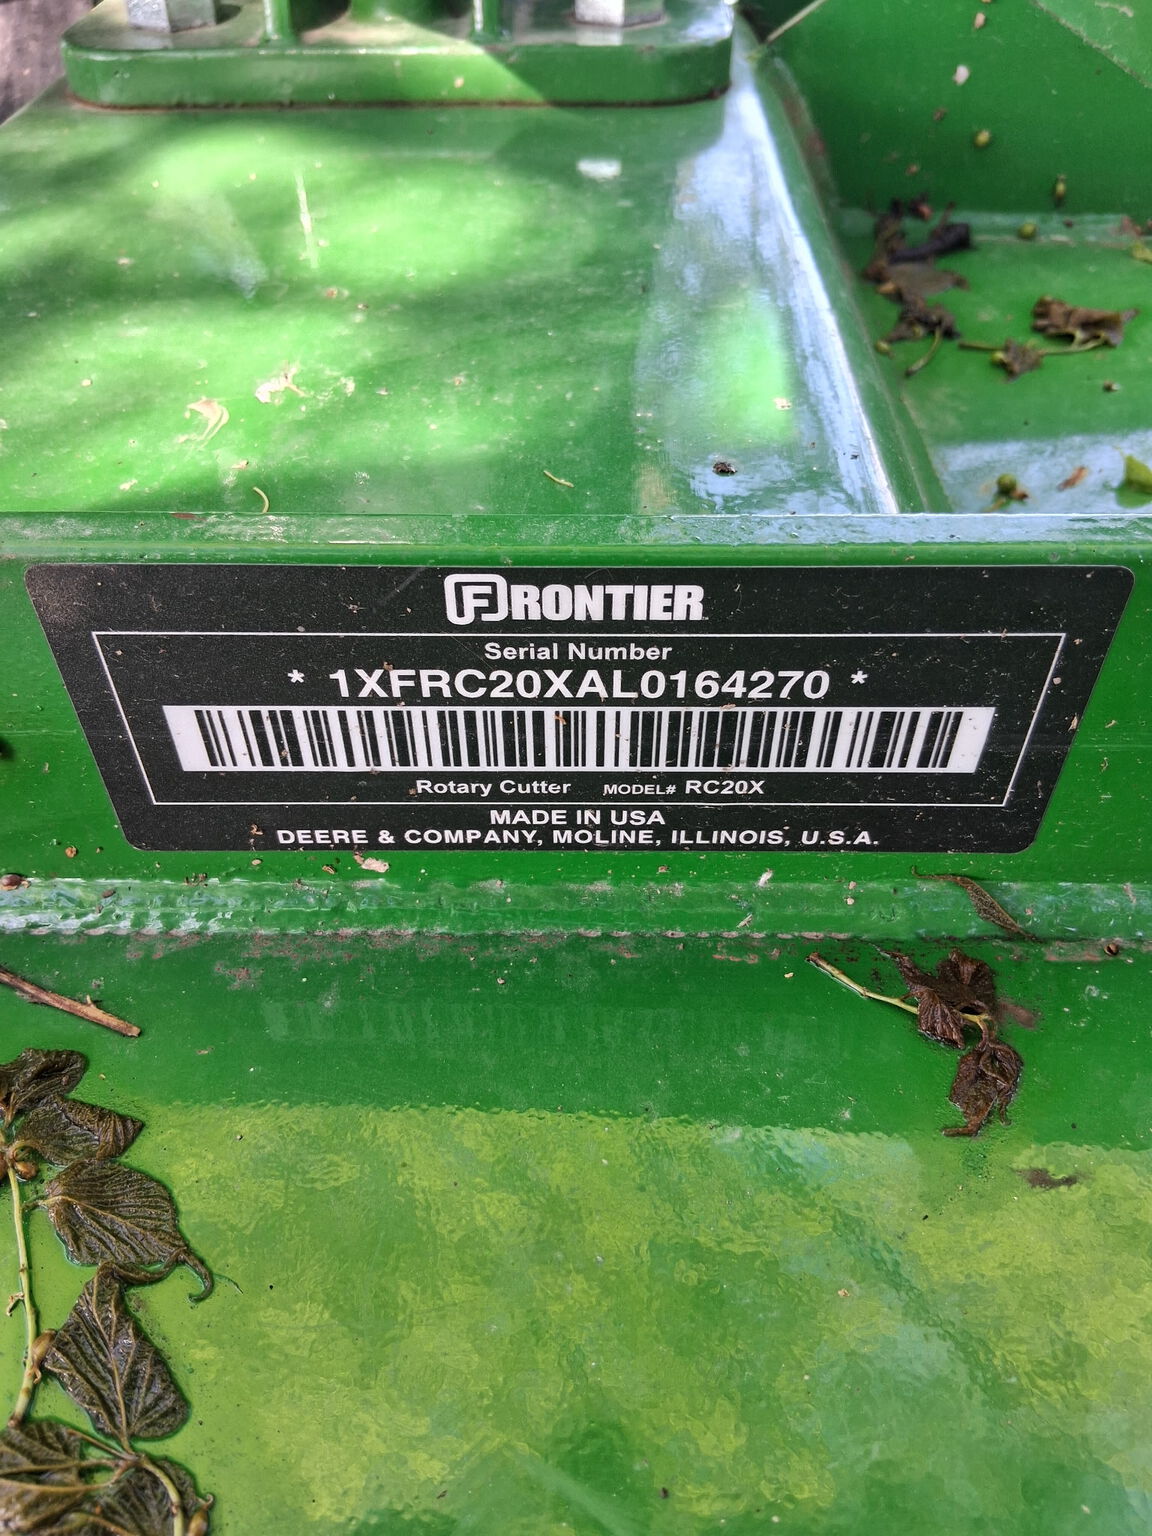 FRONTIER
Serial Number
* 1XFRC20XAL0164270 *
Rotary Cutter MODEL# RC20X
MADE IN USA
DEERE & COMPANY, MOLINE, ILLINOIS, U.S.A.